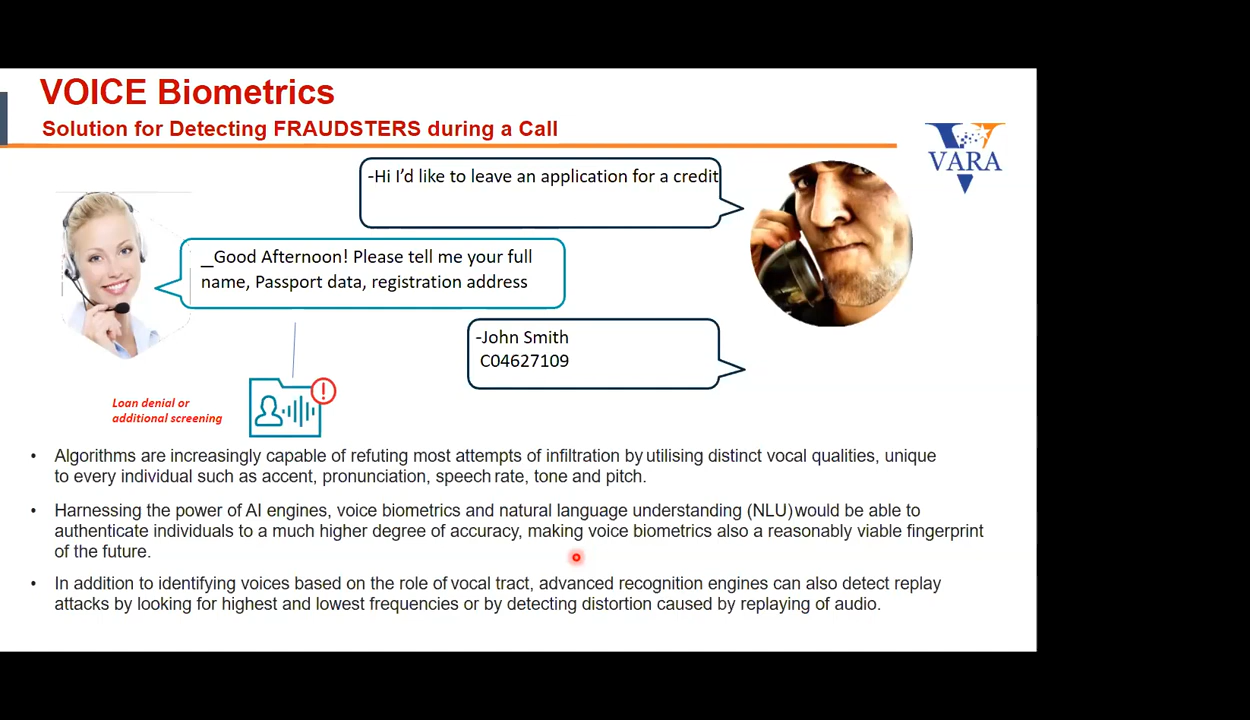 VOICE Biometrics
Solution for Detecting FRAUDSTERS during a Call
VARA
-Hi I’d like to leave an application for a credit
_Good Afternoon! Please tell me your full
name, Passport data, registration address
-John Smith
C04627109
Loan denial or
additional screening
• Algorithms are increasingly capable of refuting most attempts of infiltration by utilising distinct vocal qualities, unique
to every individual such as accent, pronunciation, speech rate, tone and pitch.
• Harnessing the power of AI engines, voice biometrics and natural language understanding (NLU) would be able to
authenticate individuals to a much higher degree of accuracy, making voice biometrics also a reasonably viable fingerprint
of the future.
• In addition to identifying voices based on the role of vocal tract, advanced recognition engines can also detect replay
attacks by looking for highest and lowest frequencies or by detecting distortion caused by replaying of audio.